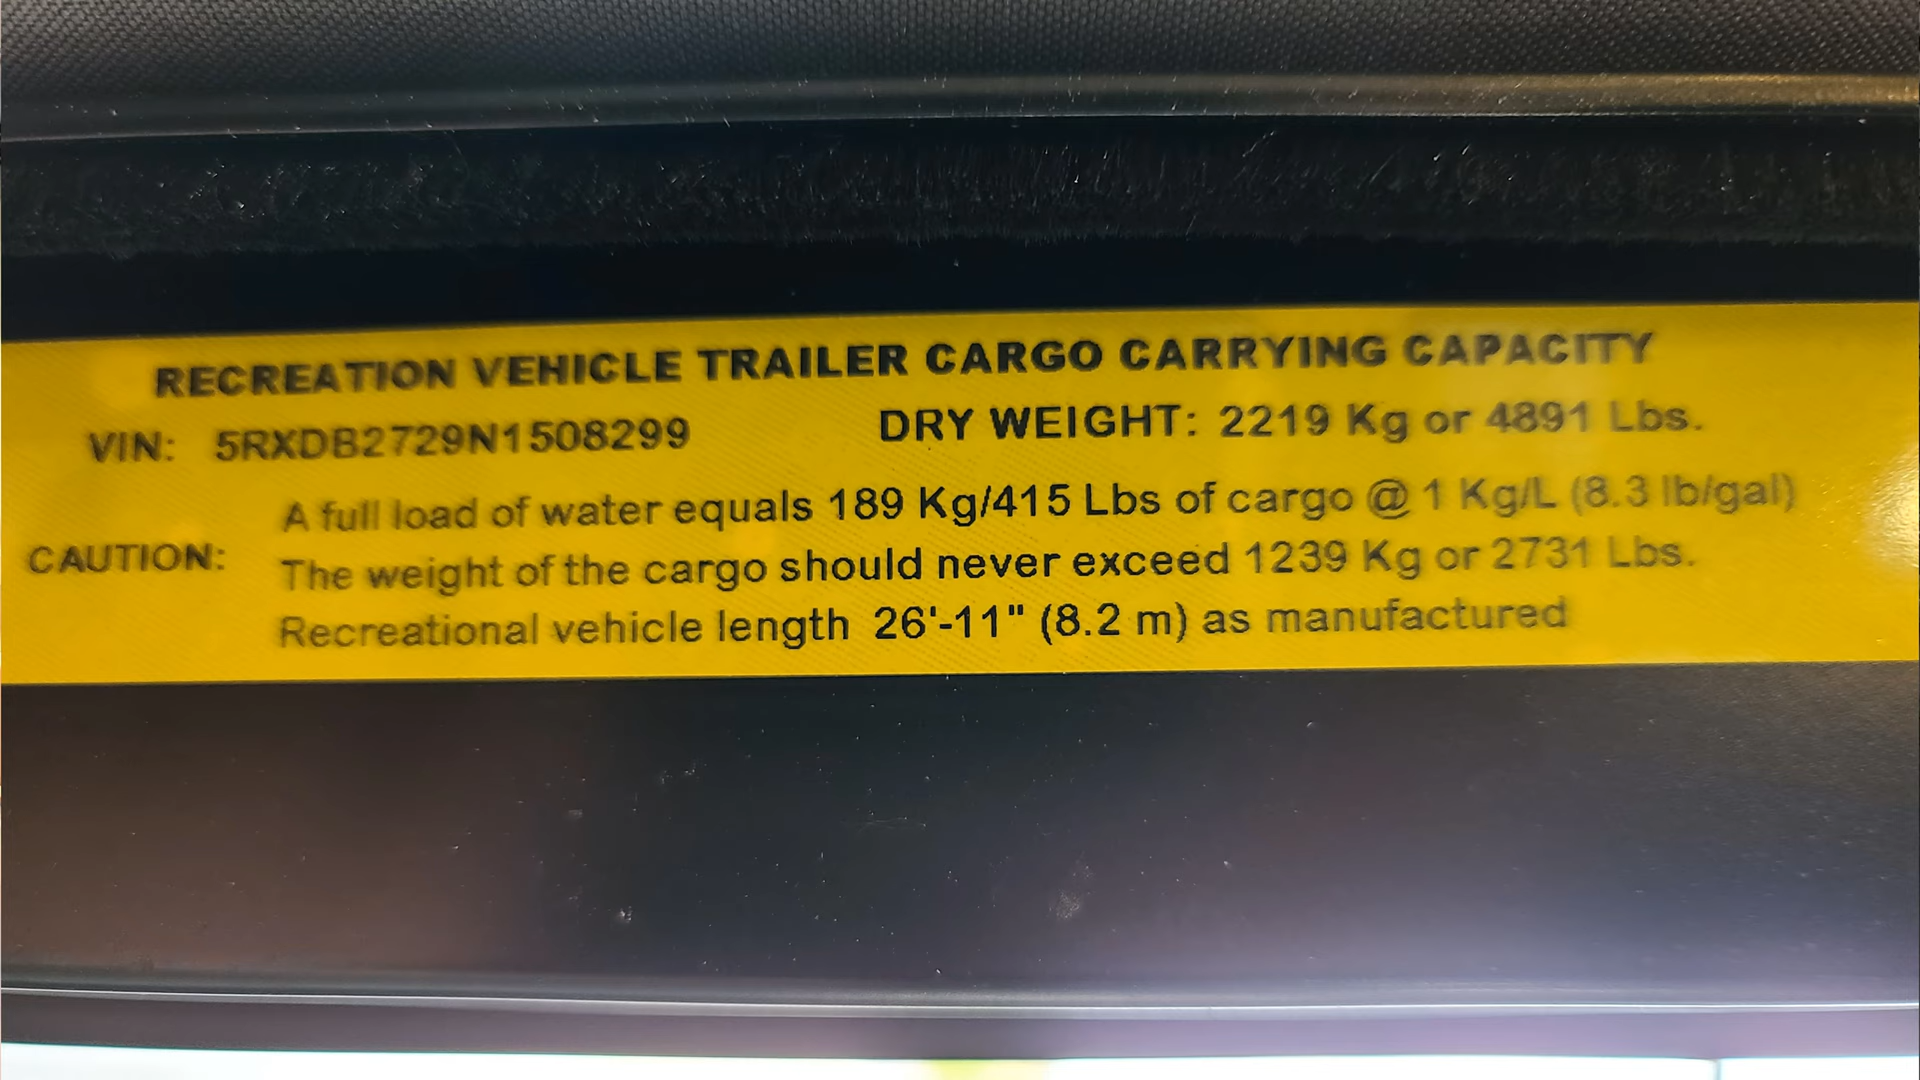 RECREATION VEHICLE TRAILER CARGO CARRYING CAPACITY
VIN: 5RXDB2729N1508299 DRY WEIGHT: 2219 Kg or 4891 Lbs.
CAUTION: A full load of water equals 189 Kg/415 Lbs of cargo @ 1 Kg/L (8.3 lb/gal)
The weight of the cargo should never exceed 1239 Kg or 2731 Lbs.
Recreational vehicle length 26'-11" (8.2 m) as manufactured